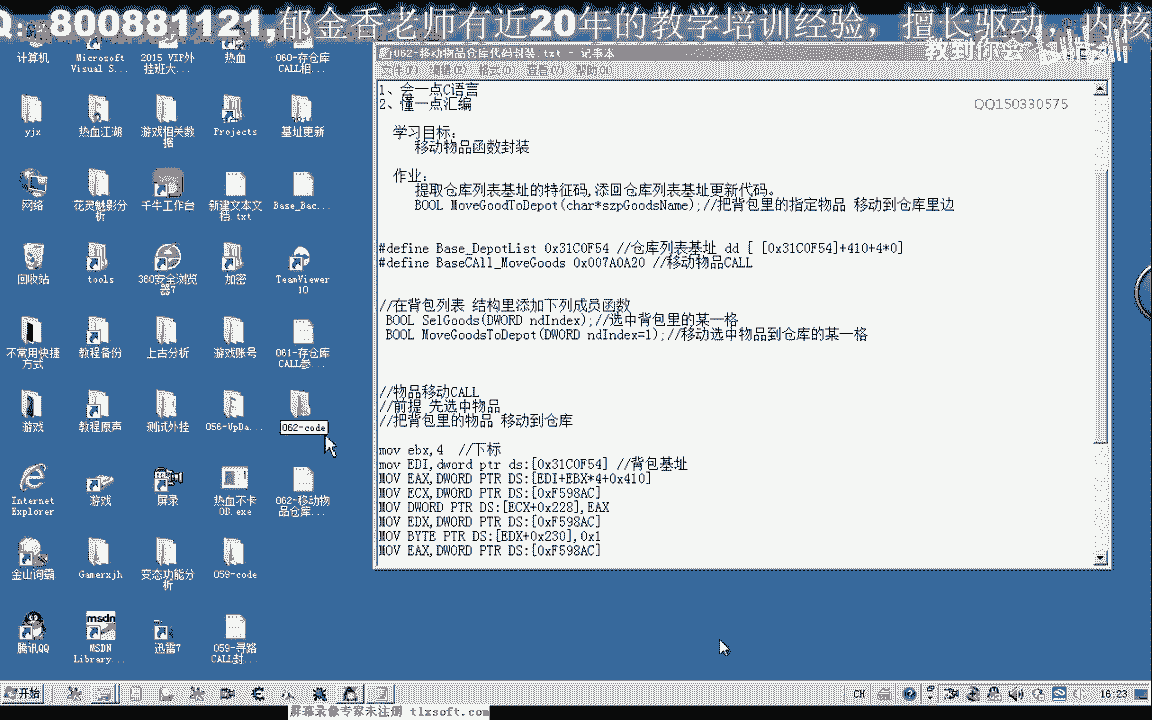 Q: 800881121,郁金香老师有近20年的教学培训经验，擅长驱动，内核
教到你会
QQ150330575
062-移动物品仓库代码封装.txt - 记事本
文件(F) 编辑(E) 格式(O) 查看(V) 帮助(H)
1、会一点C语言
2、懂一点汇编
学习目标：
移动物品函数封装
作业：
提取仓库列表基址的特征码,添回仓库列表基址更新代码。
BOOL MoveGoodToDepot(char*szpGoodsName);//把背包里的指定物品 移动到仓库里边
#define Base_DepotList 0x31C0F54 //仓库列表基址 dd [ [0x31C0F54]+410+4*0]
#define BaseCAll_MoveGoods 0x007A0A20 //移动物品CALL
//在背包列表 结构里添加下列成员函数
BOOL SelGoods(DWORD ndIndex);//选中背包里的某一格
BOOL MoveGoodsToDepot(DWORD ndIndex=1);//移动选中物品到仓库的某一格
//物品移动CALL
//前提 先选中物品
//把背包里的物品 移动到仓库
mov ebx,4 //下标
mov EDI,dword ptr ds:[0x31C0F54] //背包基址
MOV EAX,DWORD PTR DS:[EDI+EBX*4+0x410]
MOV ECX,DWORD PTR DS:[0xF598AC]
MOV DWORD PTR DS:[ECX+0x228],EAX
MOV EDX,DWORD PTR DS:[0xF598AC]
MOV BYTE PTR DS:[EDX+0x230],0x1
MOV EAX,DWORD PTR DS:[0xF598AC]
计算机
Microsoft Visual S...
2015 VIP外挂班大...
热血
060-存仓库CALL相...
yjx
热血江湖
游戏相关数据
Projects
基址更新
网络
花灵魅影分析
千牛工作台
新建文本文档.txt
Base_Bac...
回收站
tools
360安全浏览器7
加密
TeamViewer 10
不常用快捷方式
教程备份
上古分析
游戏账号
061-存仓库CALL参...
游戏
教程原声
测试外挂
056-UpDa...
062-code
Internet Explorer
游戏
屏录
热血不卡OD.exe
062-移动物品仓库...
金山词霸
Gamerxjh
变态功能分析
059-code
腾讯QQ
MSDN Library...
迅雷7
059-寻路CALL封...
开始
CH
18:23
屏幕录像专家未注册 tlxsoft.com